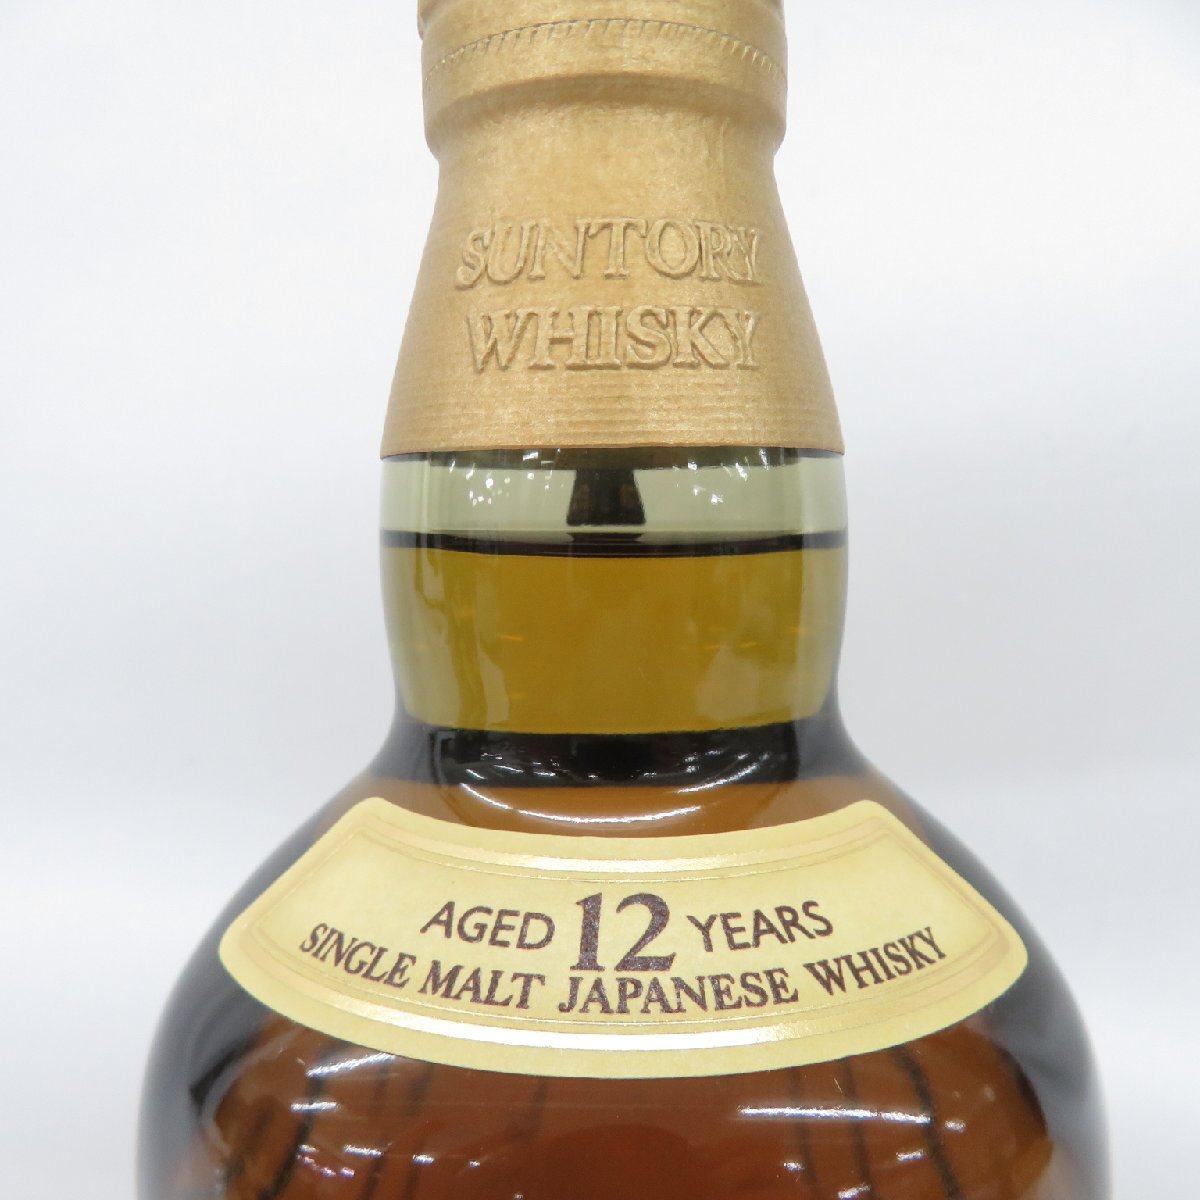 SUNTORY
WHISKY
AGED 12 YEARS
SINGLE MALT JAPANESE WHISKY